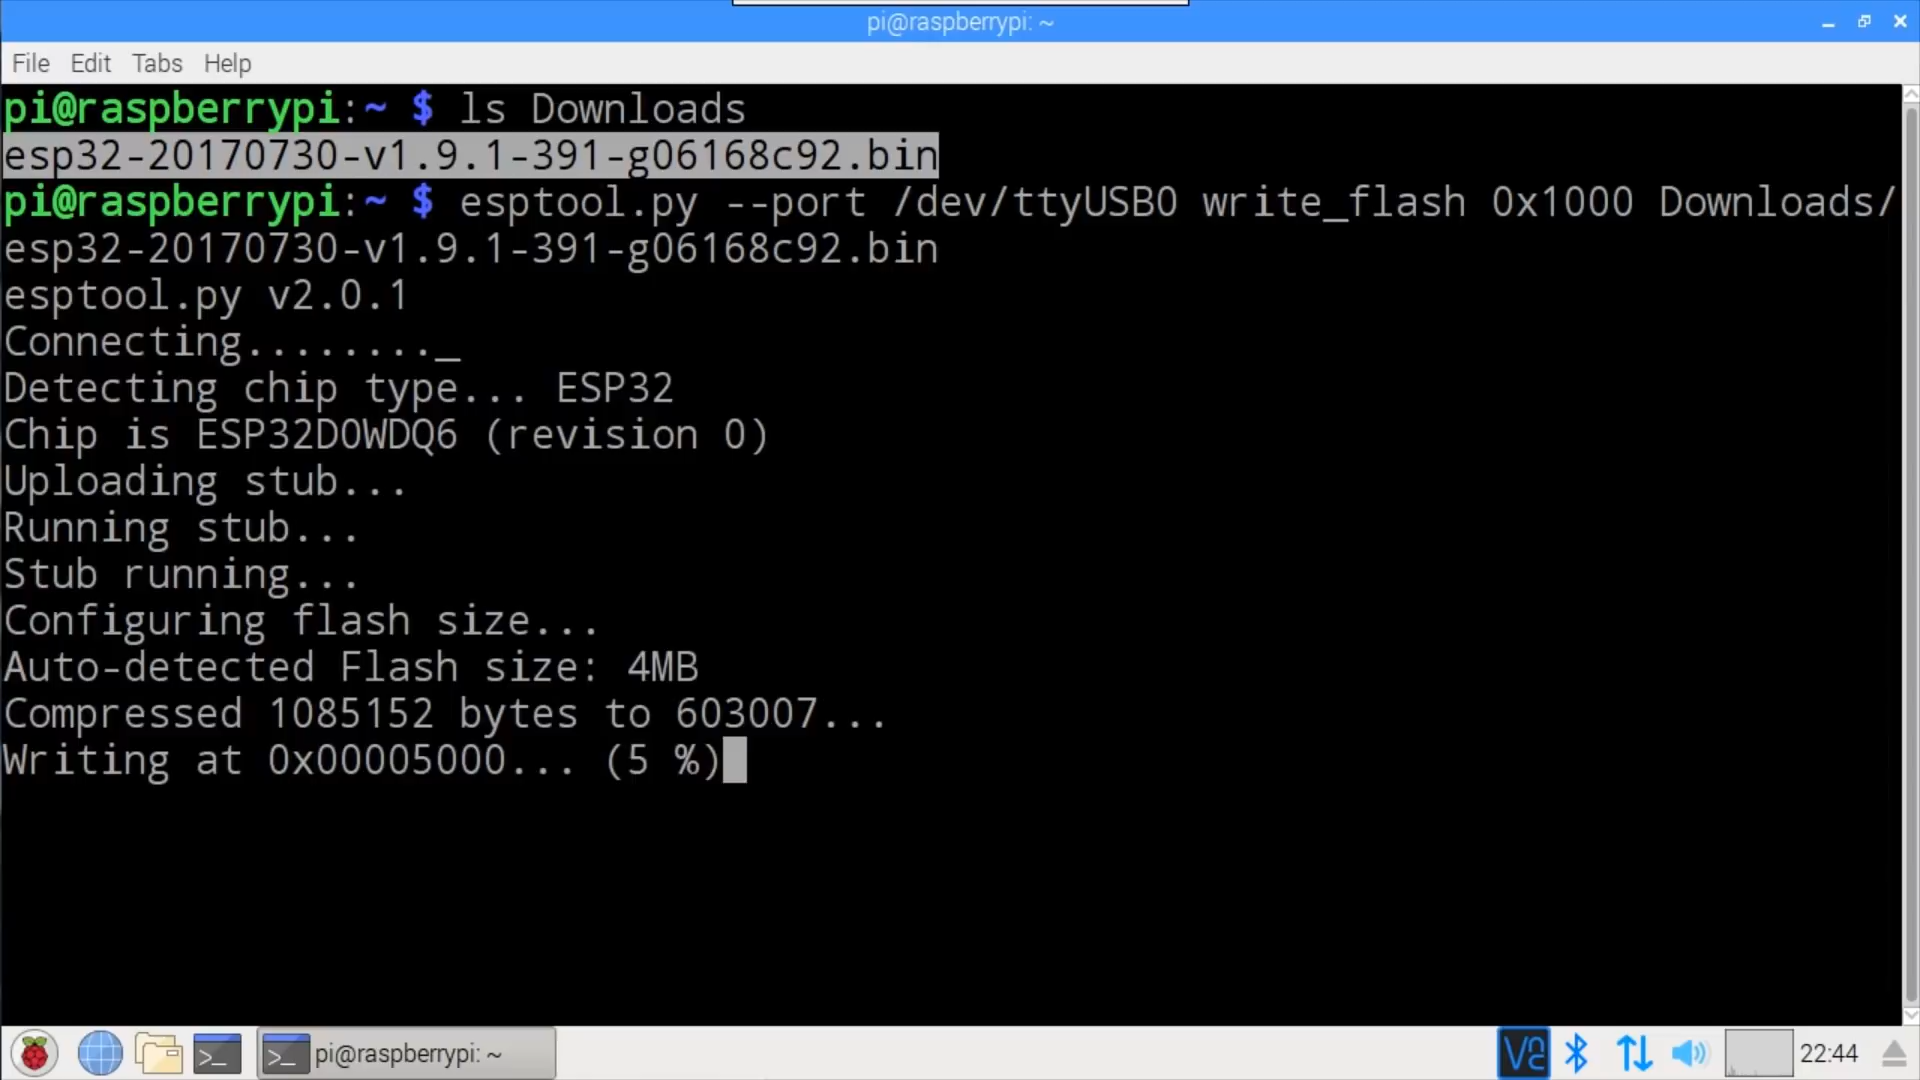 pi@raspberrypi: ~
File Edit Tabs Help
pi@raspberrypi:~ $ ls Downloads
esp32-20170730-v1.9.1-391-g06168c92.bin
pi@raspberrypi:~ $ esptool.py --port /dev/ttyUSB0 write_flash 0x1000 Downloads/
esp32-20170730-v1.9.1-391-g06168c92.bin
esptool.py v2.0.1
Connecting........_
Detecting chip type... ESP32
Chip is ESP32D0WDQ6 (revision 0)
Uploading stub...
Running stub...
Stub running...
Configuring flash size...
Auto-detected Flash size: 4MB
Compressed 1085152 bytes to 603007...
Writing at 0x00005000... (5 %)
pi@raspberrypi: ~
22:44